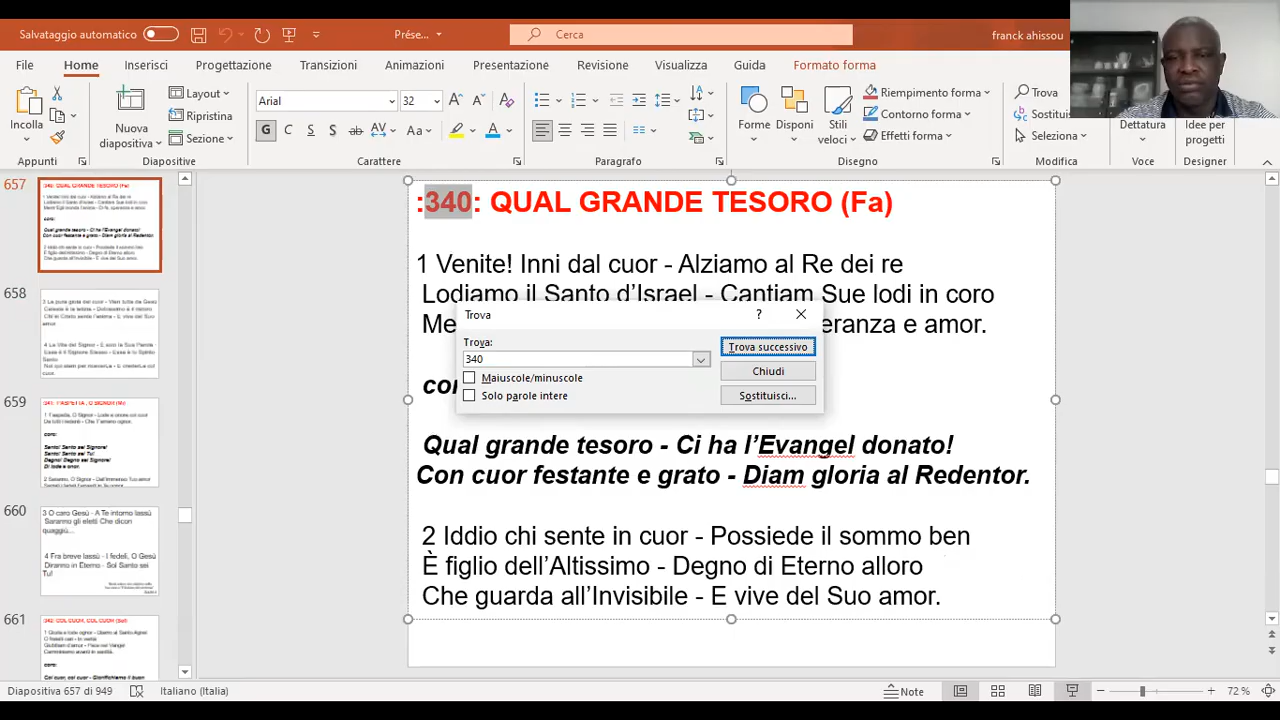 Salvataggio automatico
Prése...
Cerca
franck ahissou
File
Home
Inserisci
Progettazione
Transizioni
Animazioni
Presentazione
Revisione
Visualizza
Guida
Formato forma
Incolla
Appunti
Nuova diapositiva
Layout
Ripristina
Sezione
Diapositive
Arial
32
G C S S ab AV Aa A
Carattere
Paragrafo
Forme
Disponi
Stili veloci
Riempimento forma
Contorno forma
Effetti forma
Disegno
Trova
Sostituis
Seleziona
Modifica
Dettatura
Idee per progetti
Designer
657
658
659
660
661
:340: QUAL GRANDE TESORO (Fa)
1 Venite! Inni dal cuor - Alziamo al Re dei re
Lodiamo il Santo d'Israel - Cantiam Sue lodi in coro
Me
eranza e amor.
Qual grande tesoro - Ci ha l'Evangel donato!
Con cuor festante e grato - Diam gloria al Redentor.
2 Iddio chi sente in cuor - Possiede il sommo ben
È figlio dell'Altissimo - Degno di Eterno alloro
Che guarda all'Invisibile - E vive del Suo amor.
Trova
?
Trova:
340
Trova successivo
Maiuscole/minuscole
Chiudi
Solo parole intere
Sostituisci...
Diapositiva 657 di 949
Italiano (Italia)
Note
72 %